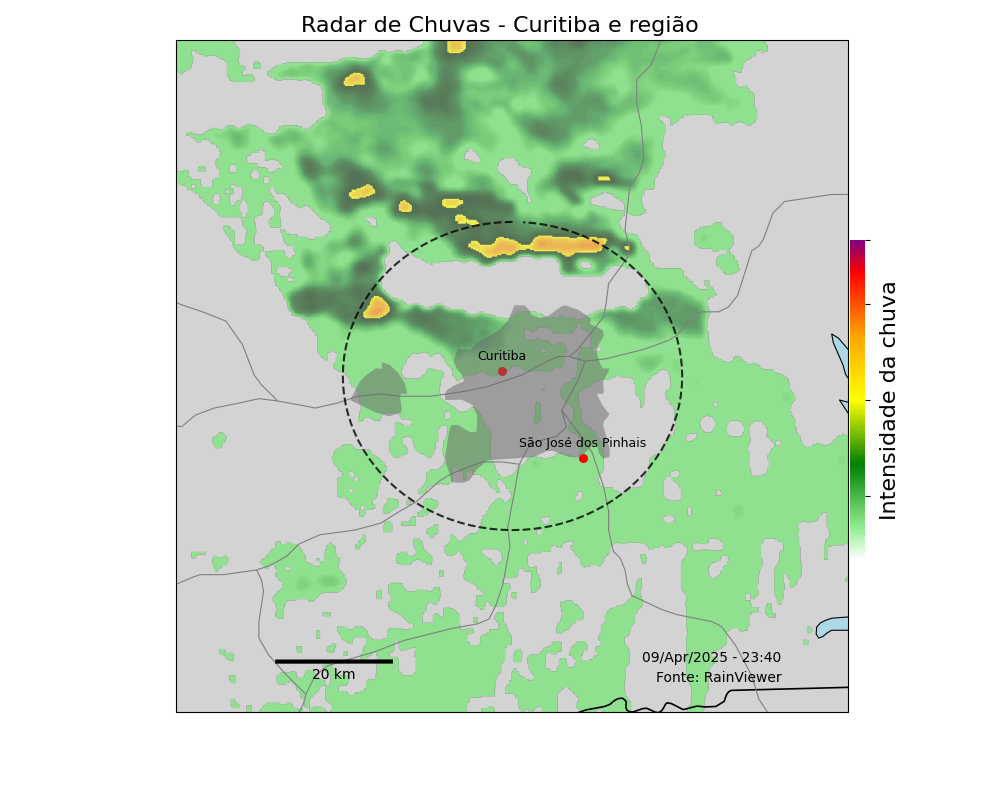 Radar de Chuvas - Curitiba e região
Curitiba
São José dos Pinhais
Intensidade da chuva
20 km
09/Apr/2025 - 23:40
Fonte: RainViewer